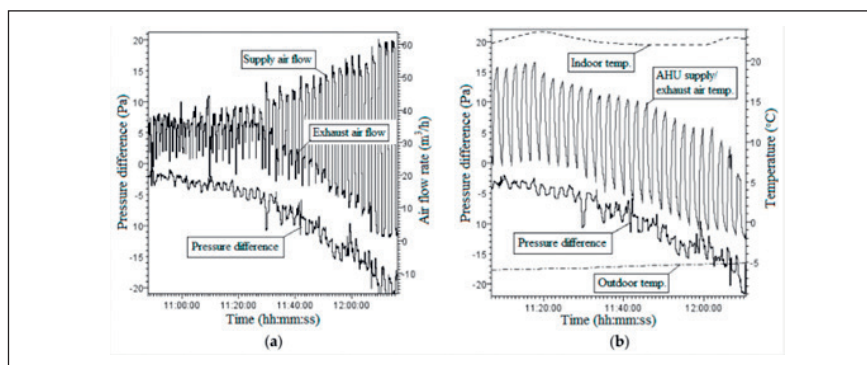 (a)
(b)
20
15
10
5
0
-5
-10
-15
-20
Pressure difference (Pa)
60
50
40
30
20
10
0
-10
Air flow rate (m³/h)
Supply air flow
Exhaust air flow
Pressure difference
11:00:00
11:20:00
11:40:00
12:00:00
Time (hh:mm:ss)
(a)
20
15
10
5
0
-5
-10
-15
-20
Pressure difference (Pa)
20
15
10
5
0
-5
Temperature (°C)
Indoor temp.
AHU supply/
exhaust air temp.
Pressure difference
Outdoor temp.
11:20:00
11:40:00
12:00:00
Time (hh:mm:ss)
(b)